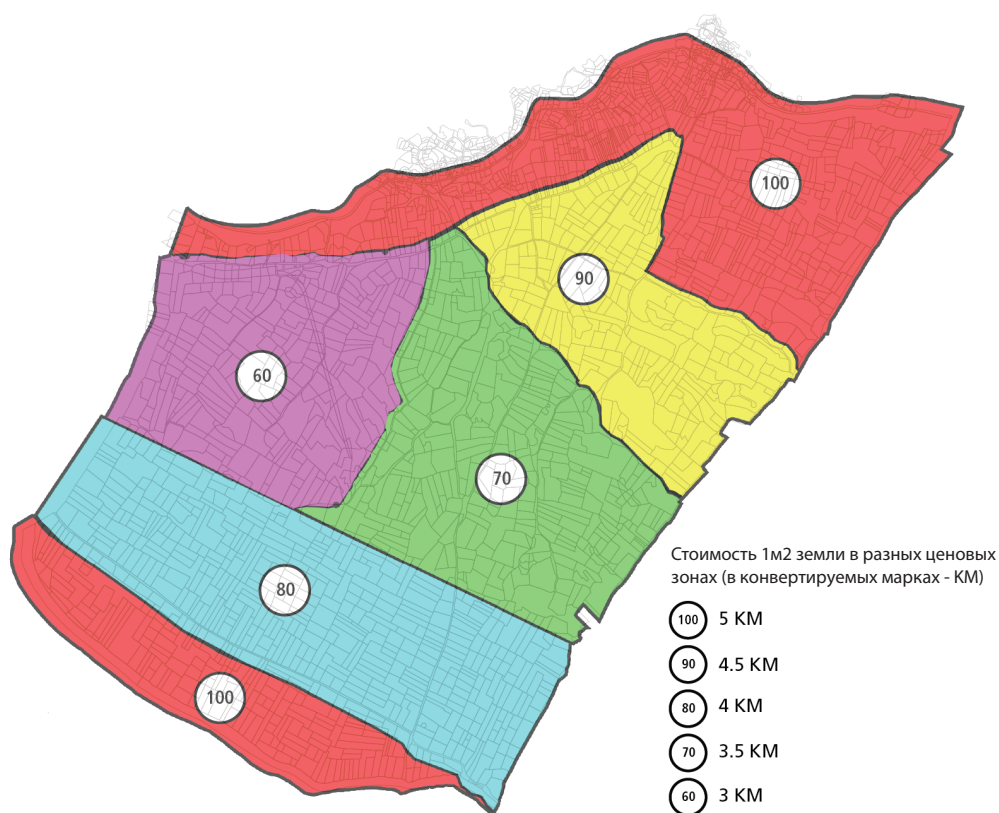 100
90
60
70
80
100
Стоимость 1м2 земли в разных ценовых
зонах (в конвертируемых марках - КМ)
100 5 КМ
90 4.5 КМ
80 4 КМ
70 3.5 КМ
60 3 КМ